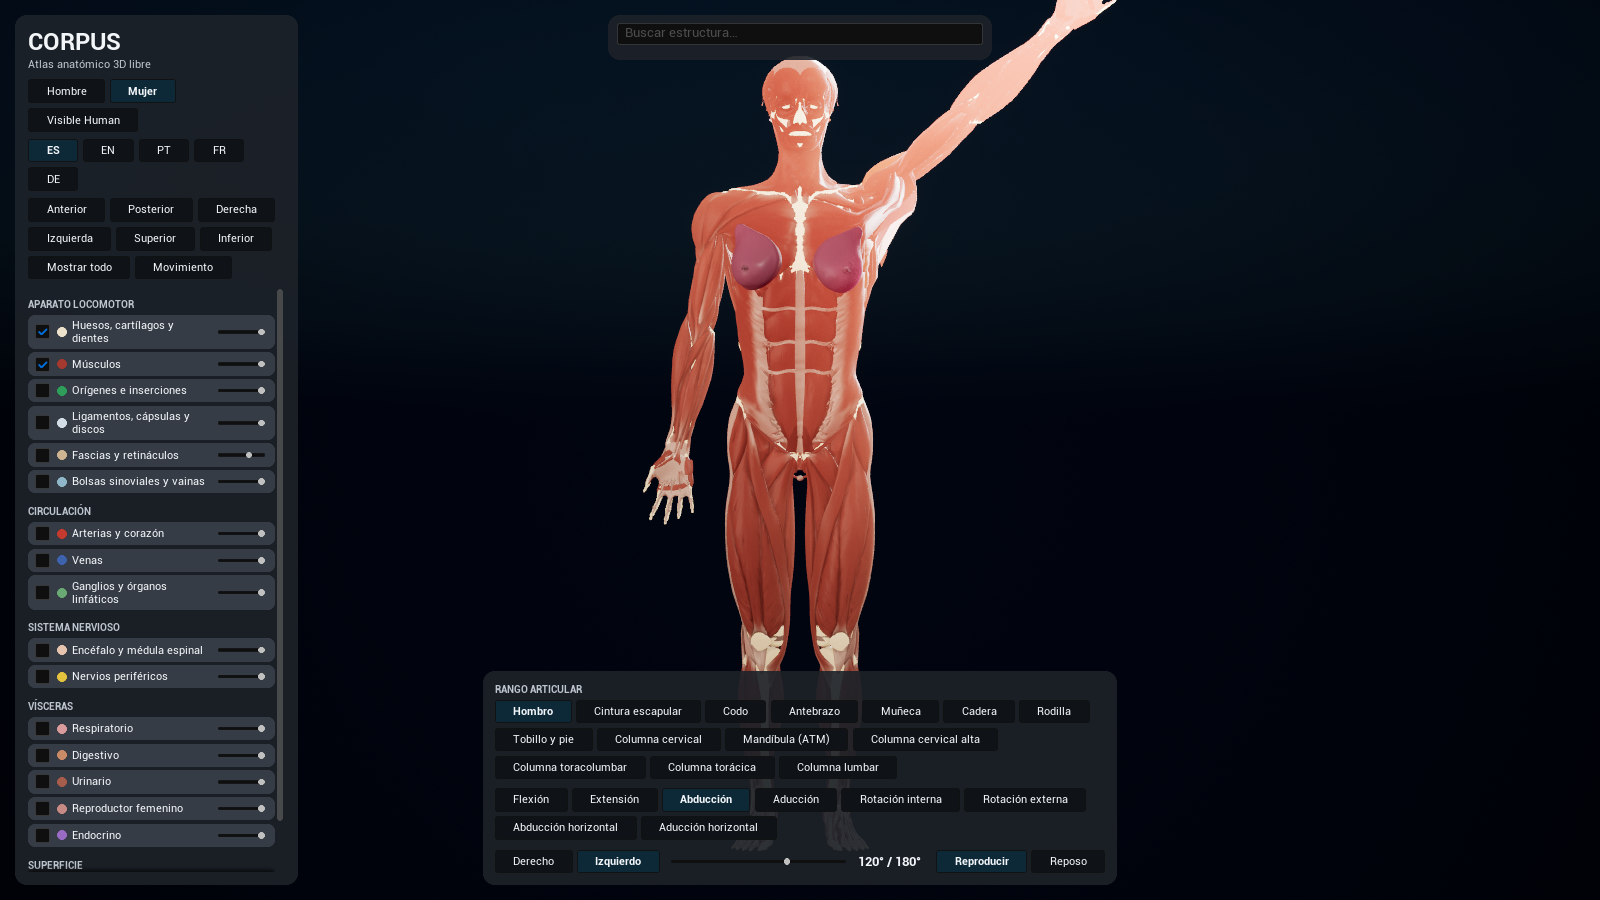 CORPUS
Atlas anatómico 3D libre
Hombre Mujer
Visible Human
ES EN PT FR
DE
Anterior Posterior Derecha
Izquierda Superior Inferior
Mostrar todo Movimiento
APARATO LOCOMOTOR
Huesos, cartílagos y
dientes
Músculos
Orígenes e inserciones
Ligamentos, cápsulas y
discos
Fascias y retináculos
Bolsas sinoviales y vainas
CIRCULACIÓN
Arterias y corazón
Venas
Ganglios y órganos
linfáticos
SISTEMA NERVIOSO
Encéfalo y médula espinal
Nervios periféricos
VÍSCERAS
Respiratorio
Digestivo
Urinario
Reproductor femenino
Endocrino
SUPERFICIE
Buscar estructura...
RANGO ARTICULAR
Hombro Cintura escapular Codo Antebrazo Muñeca Cadera Rodilla
Tobillo y pie Columna cervical Mandíbula (ATM) Columna cervical alta
Columna toracolumbar Columna torácica Columna lumbar
Flexión Extensión Abducción Aducción Rotación interna Rotación externa
Abducción horizontal Aducción horizontal
Derecho Izquierdo 120° / 180° Reproducir Reposo